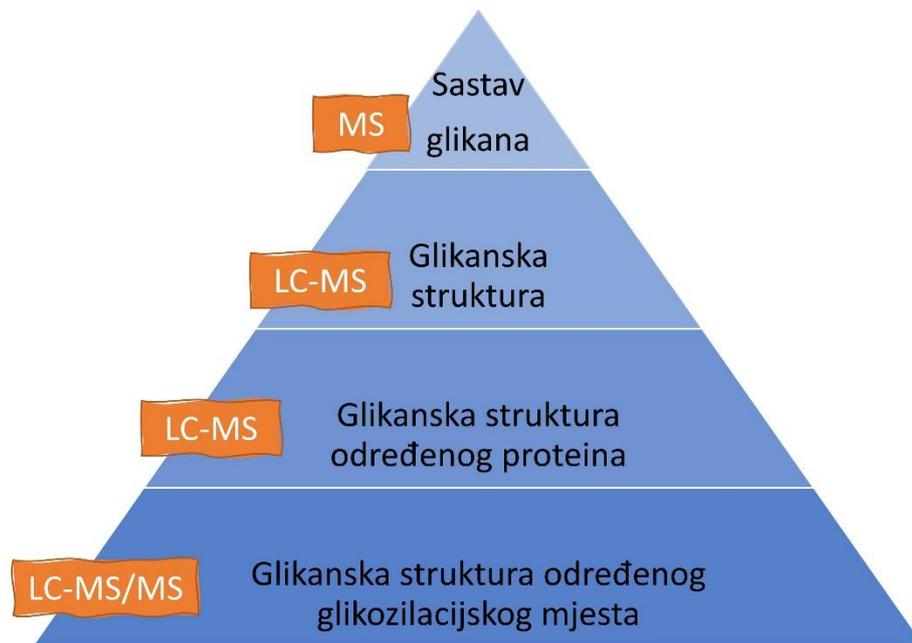 Sastav
MS
glikana
Glikanska
LC-MS
struktura
Glikanska struktura
LC-MS
određenog proteina
Glikanska struktura određenog
LC-MS/MS
glikozilacijskog mjesta